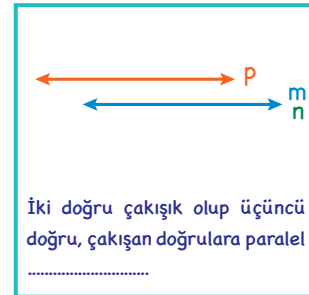 p
m
n
İki doğru çakışık olup üçüncü
doğru, çakışan doğrulara paralel
.............................